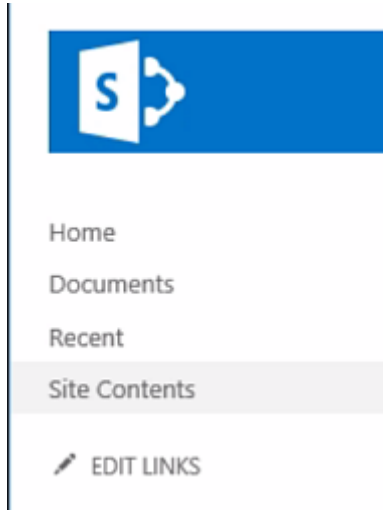 S
Home
Documents
Recent
Site Contents
EDIT LINKS